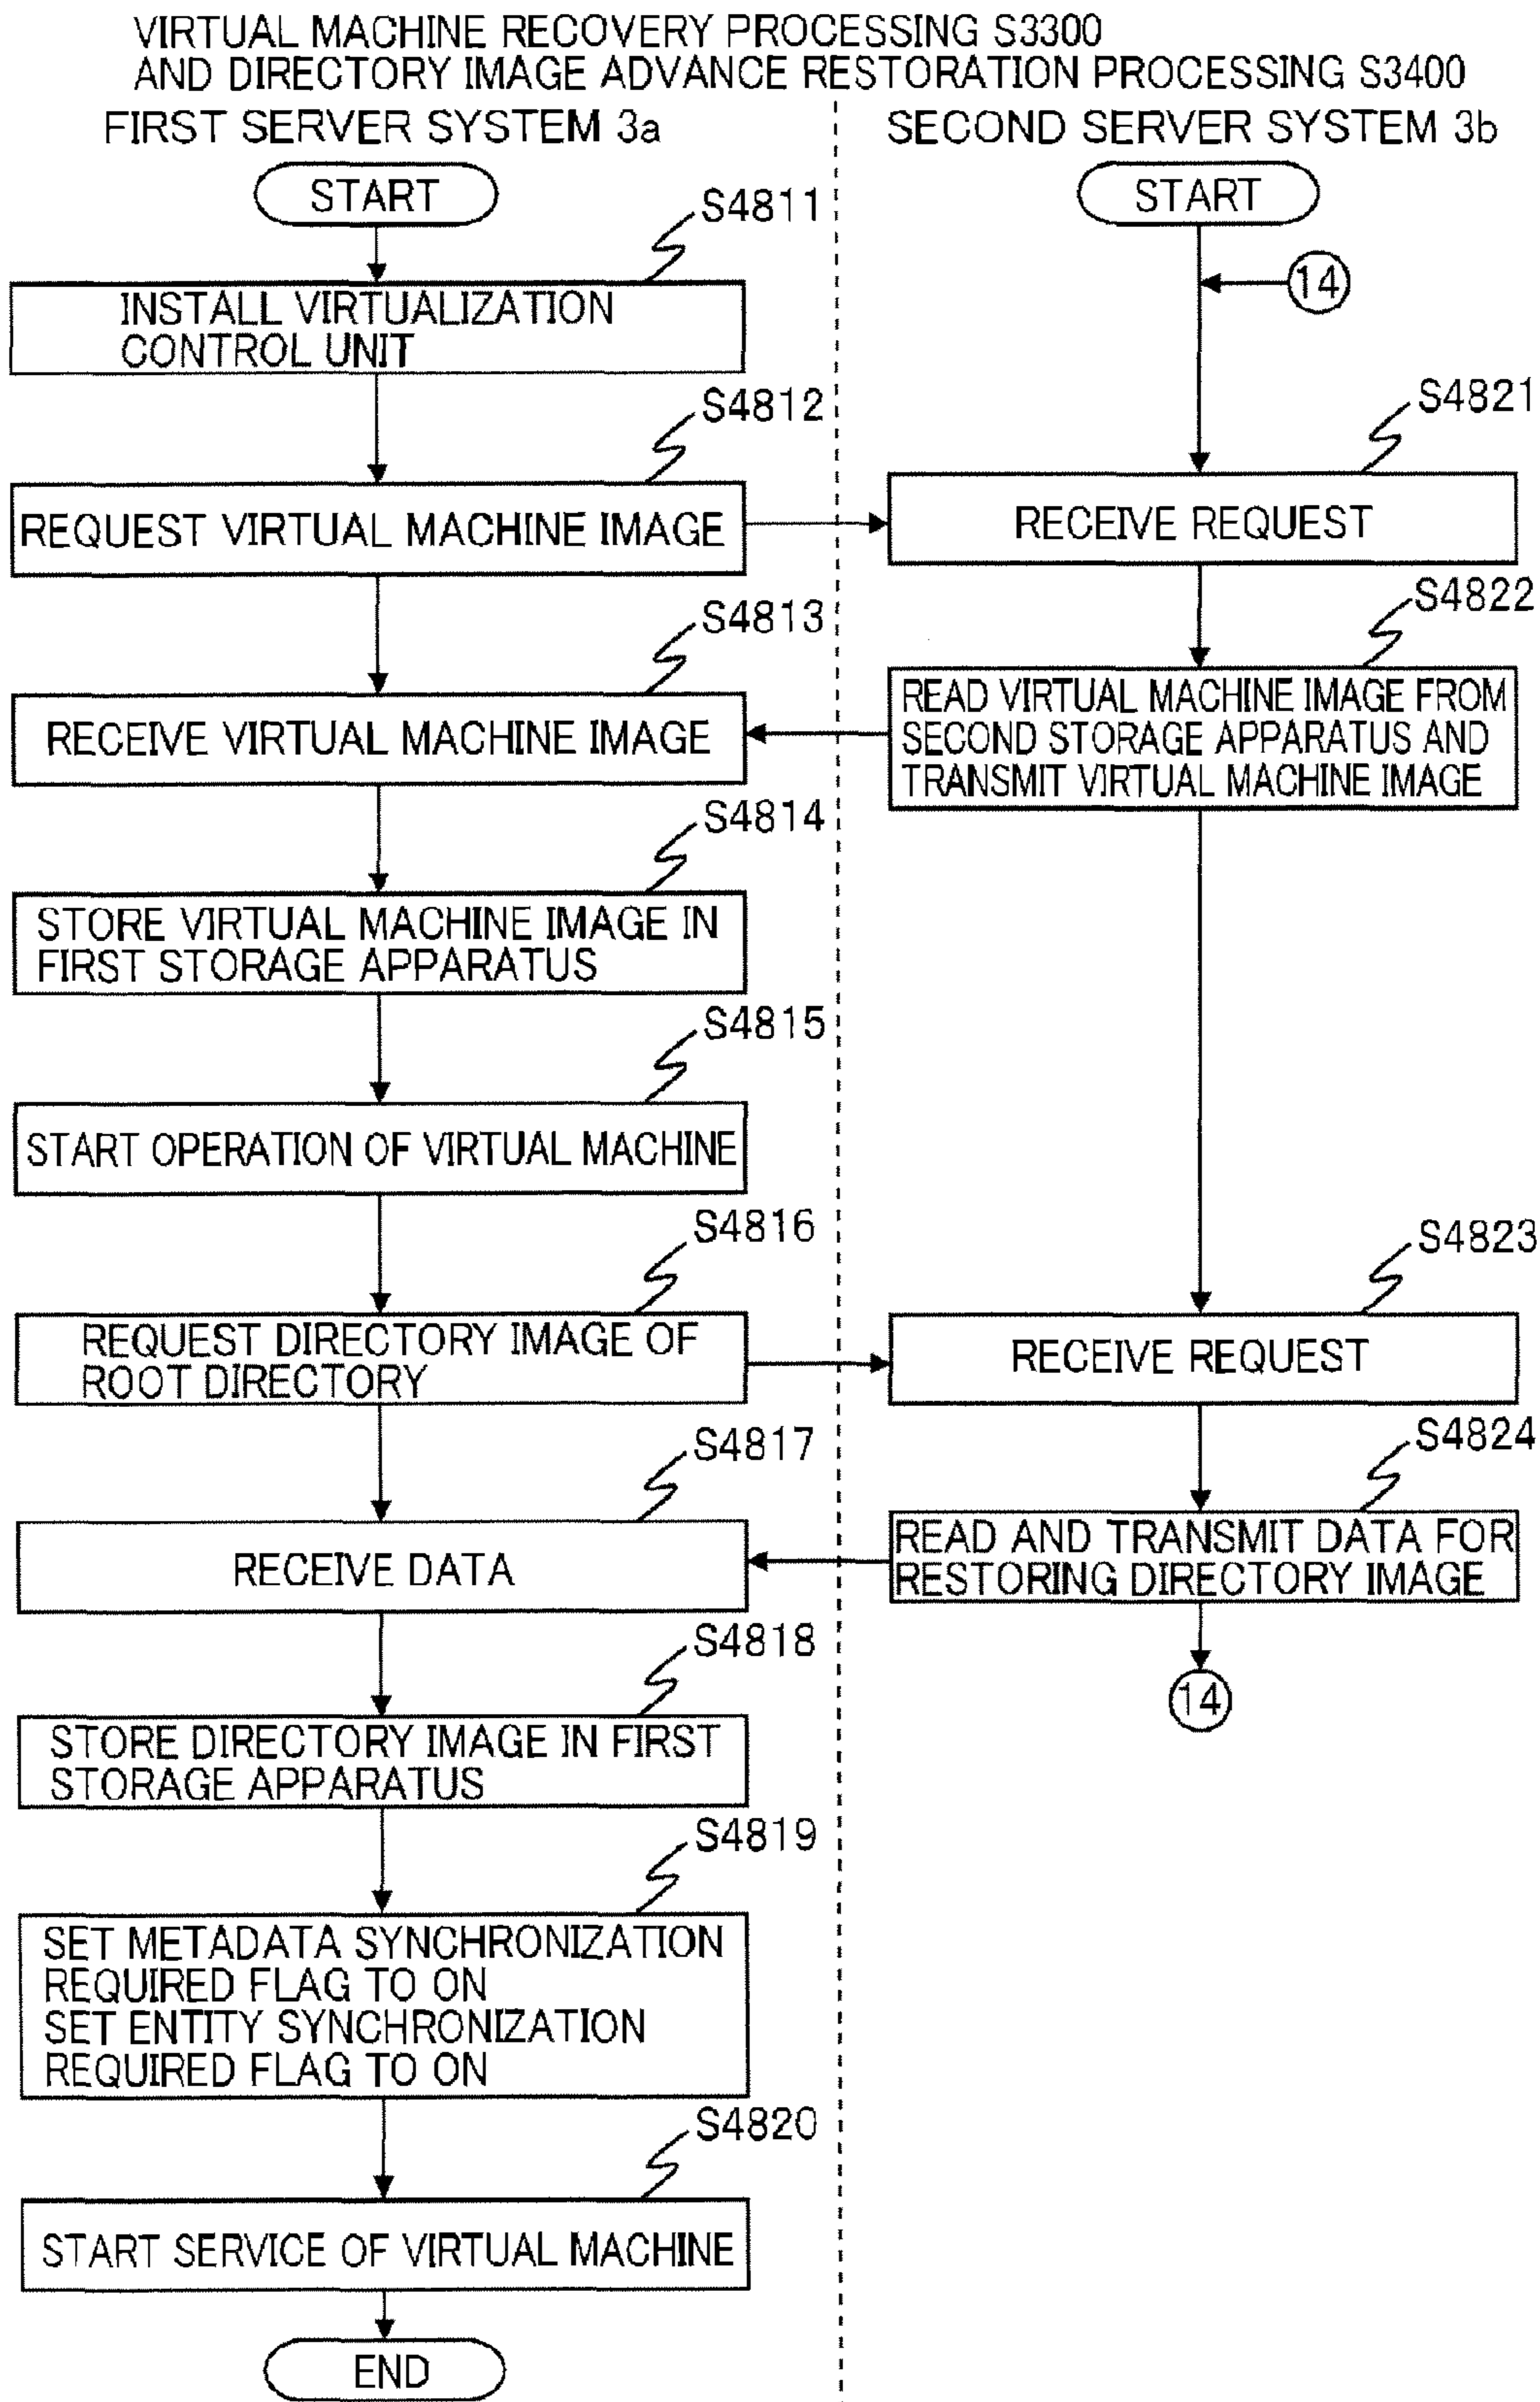 VIRTUAL MACHINE RECOVERY PROCESSING S3300
AND DIRECTORY IMAGE ADVANCE RESTORATION PROCESSING S3400
FIRST SERVER SYSTEM 3a
SECOND SERVER SYSTEM 3b
START
START
S4811
14
INSTALL VIRTUALIZATION
CONTROL UNIT
S4812
S4821
REQUEST VIRTUAL MACHINE IMAGE
RECEIVE REQUEST
S4813
S4822
RECEIVE VIRTUAL MACHINE IMAGE
READ VIRTUAL MACHINE IMAGE FROM
SECOND STORAGE APPARATUS AND
TRANSMIT VIRTUAL MACHINE IMAGE
S4814
STORE VIRTUAL MACHINE IMAGE IN
FIRST STORAGE APPARATUS
S4815
START OPERATION OF VIRTUAL MACHINE
S4816
S4823
REQUEST DIRECTORY IMAGE OF
ROOT DIRECTORY
RECEIVE REQUEST
S4817
S4824
RECEIVE DATA
READ AND TRANSMIT DATA FOR
RESTORING DIRECTORY IMAGE
S4818
14
STORE DIRECTORY IMAGE IN FIRST
STORAGE APPARATUS
S4819
SET METADATA SYNCHRONIZATION
REQUIRED FLAG TO ON
SET ENTITY SYNCHRONIZATION
REQUIRED FLAG TO ON
S4820
START SERVICE OF VIRTUAL MACHINE
END